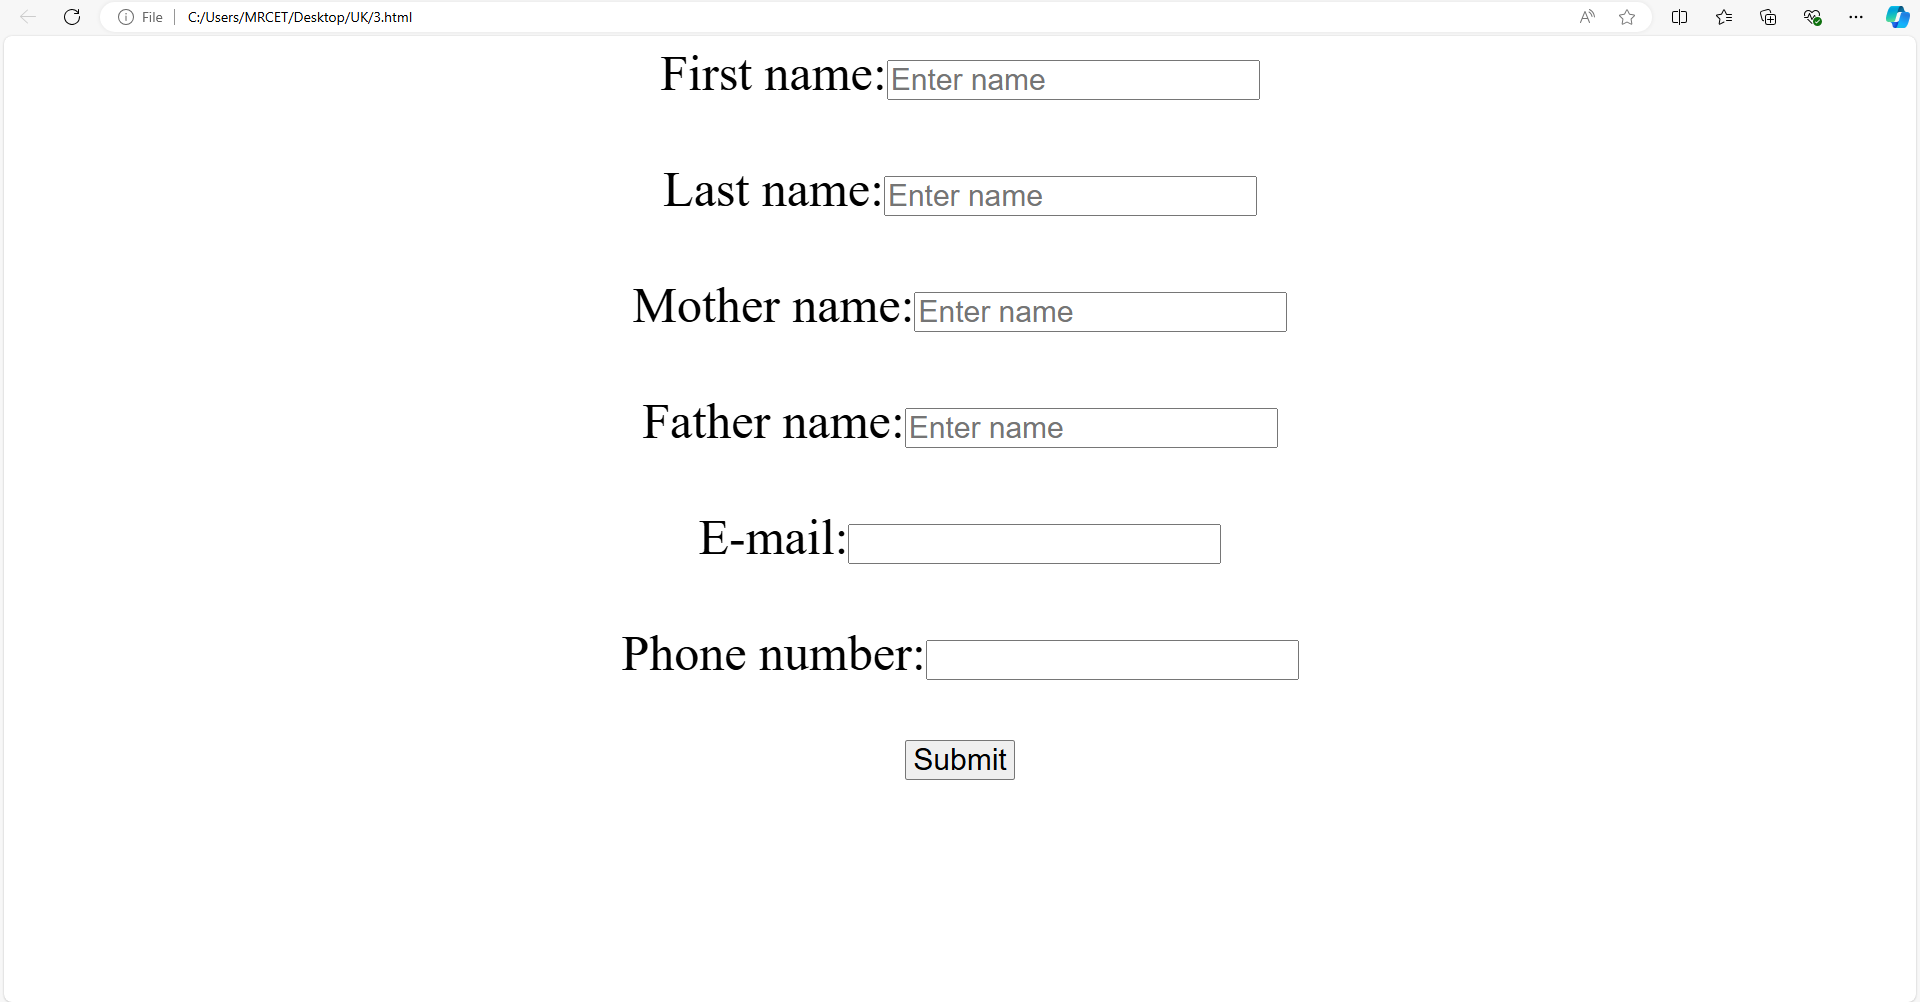 File C:/Users/MRCET/Desktop/UK/3.html
First name: Enter name
Last name: Enter name
Mother name: Enter name
Father name: Enter name
E-mail:
Phone number:
Submit